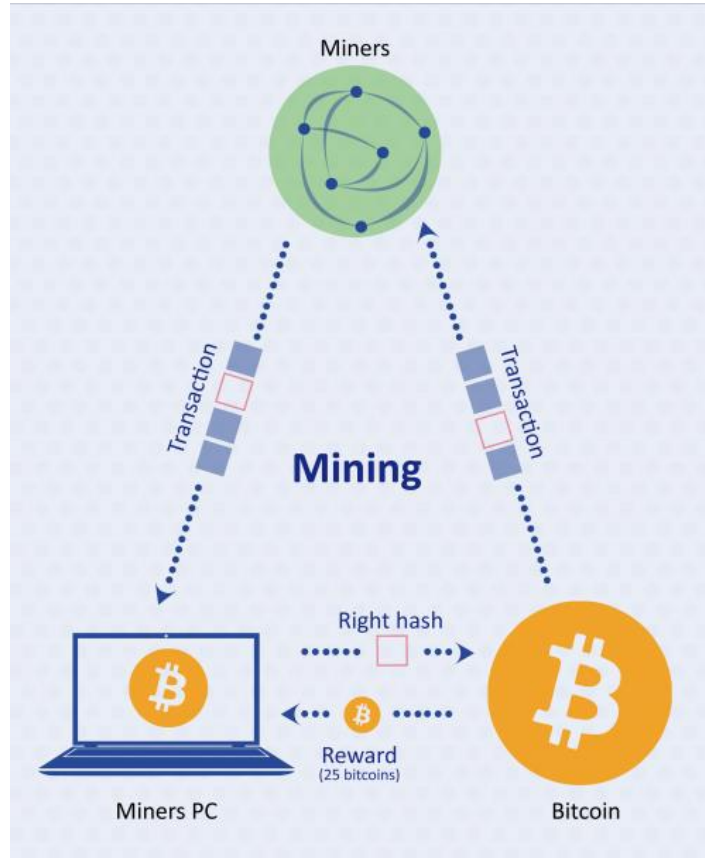 Miners
Transaction
Transaction
Mining
Right hash
Reward
(25 bitcoins)
Miners PC
Bitcoin